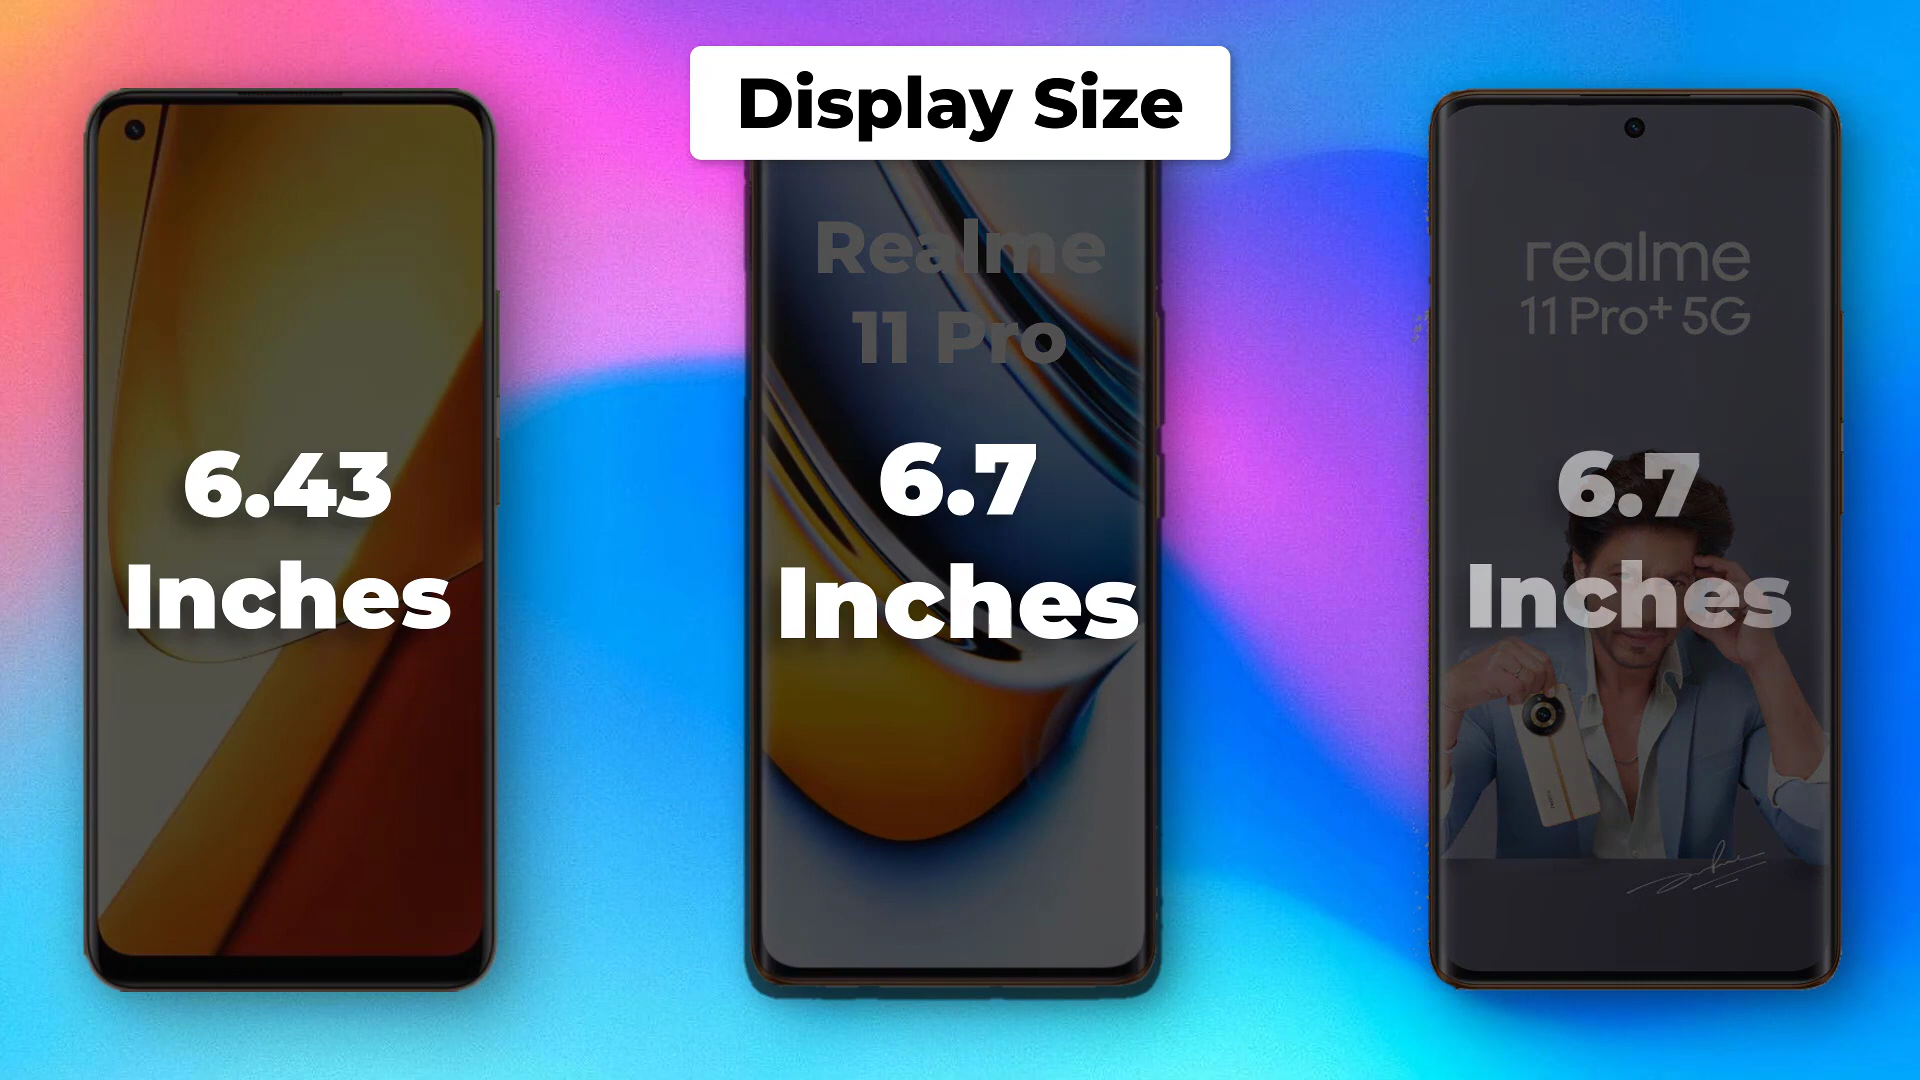 Display Size
6.43
Inches
Realme
11 Pro
6.7
Inches
realme
11 Pro+ 5G
6.7
Inches